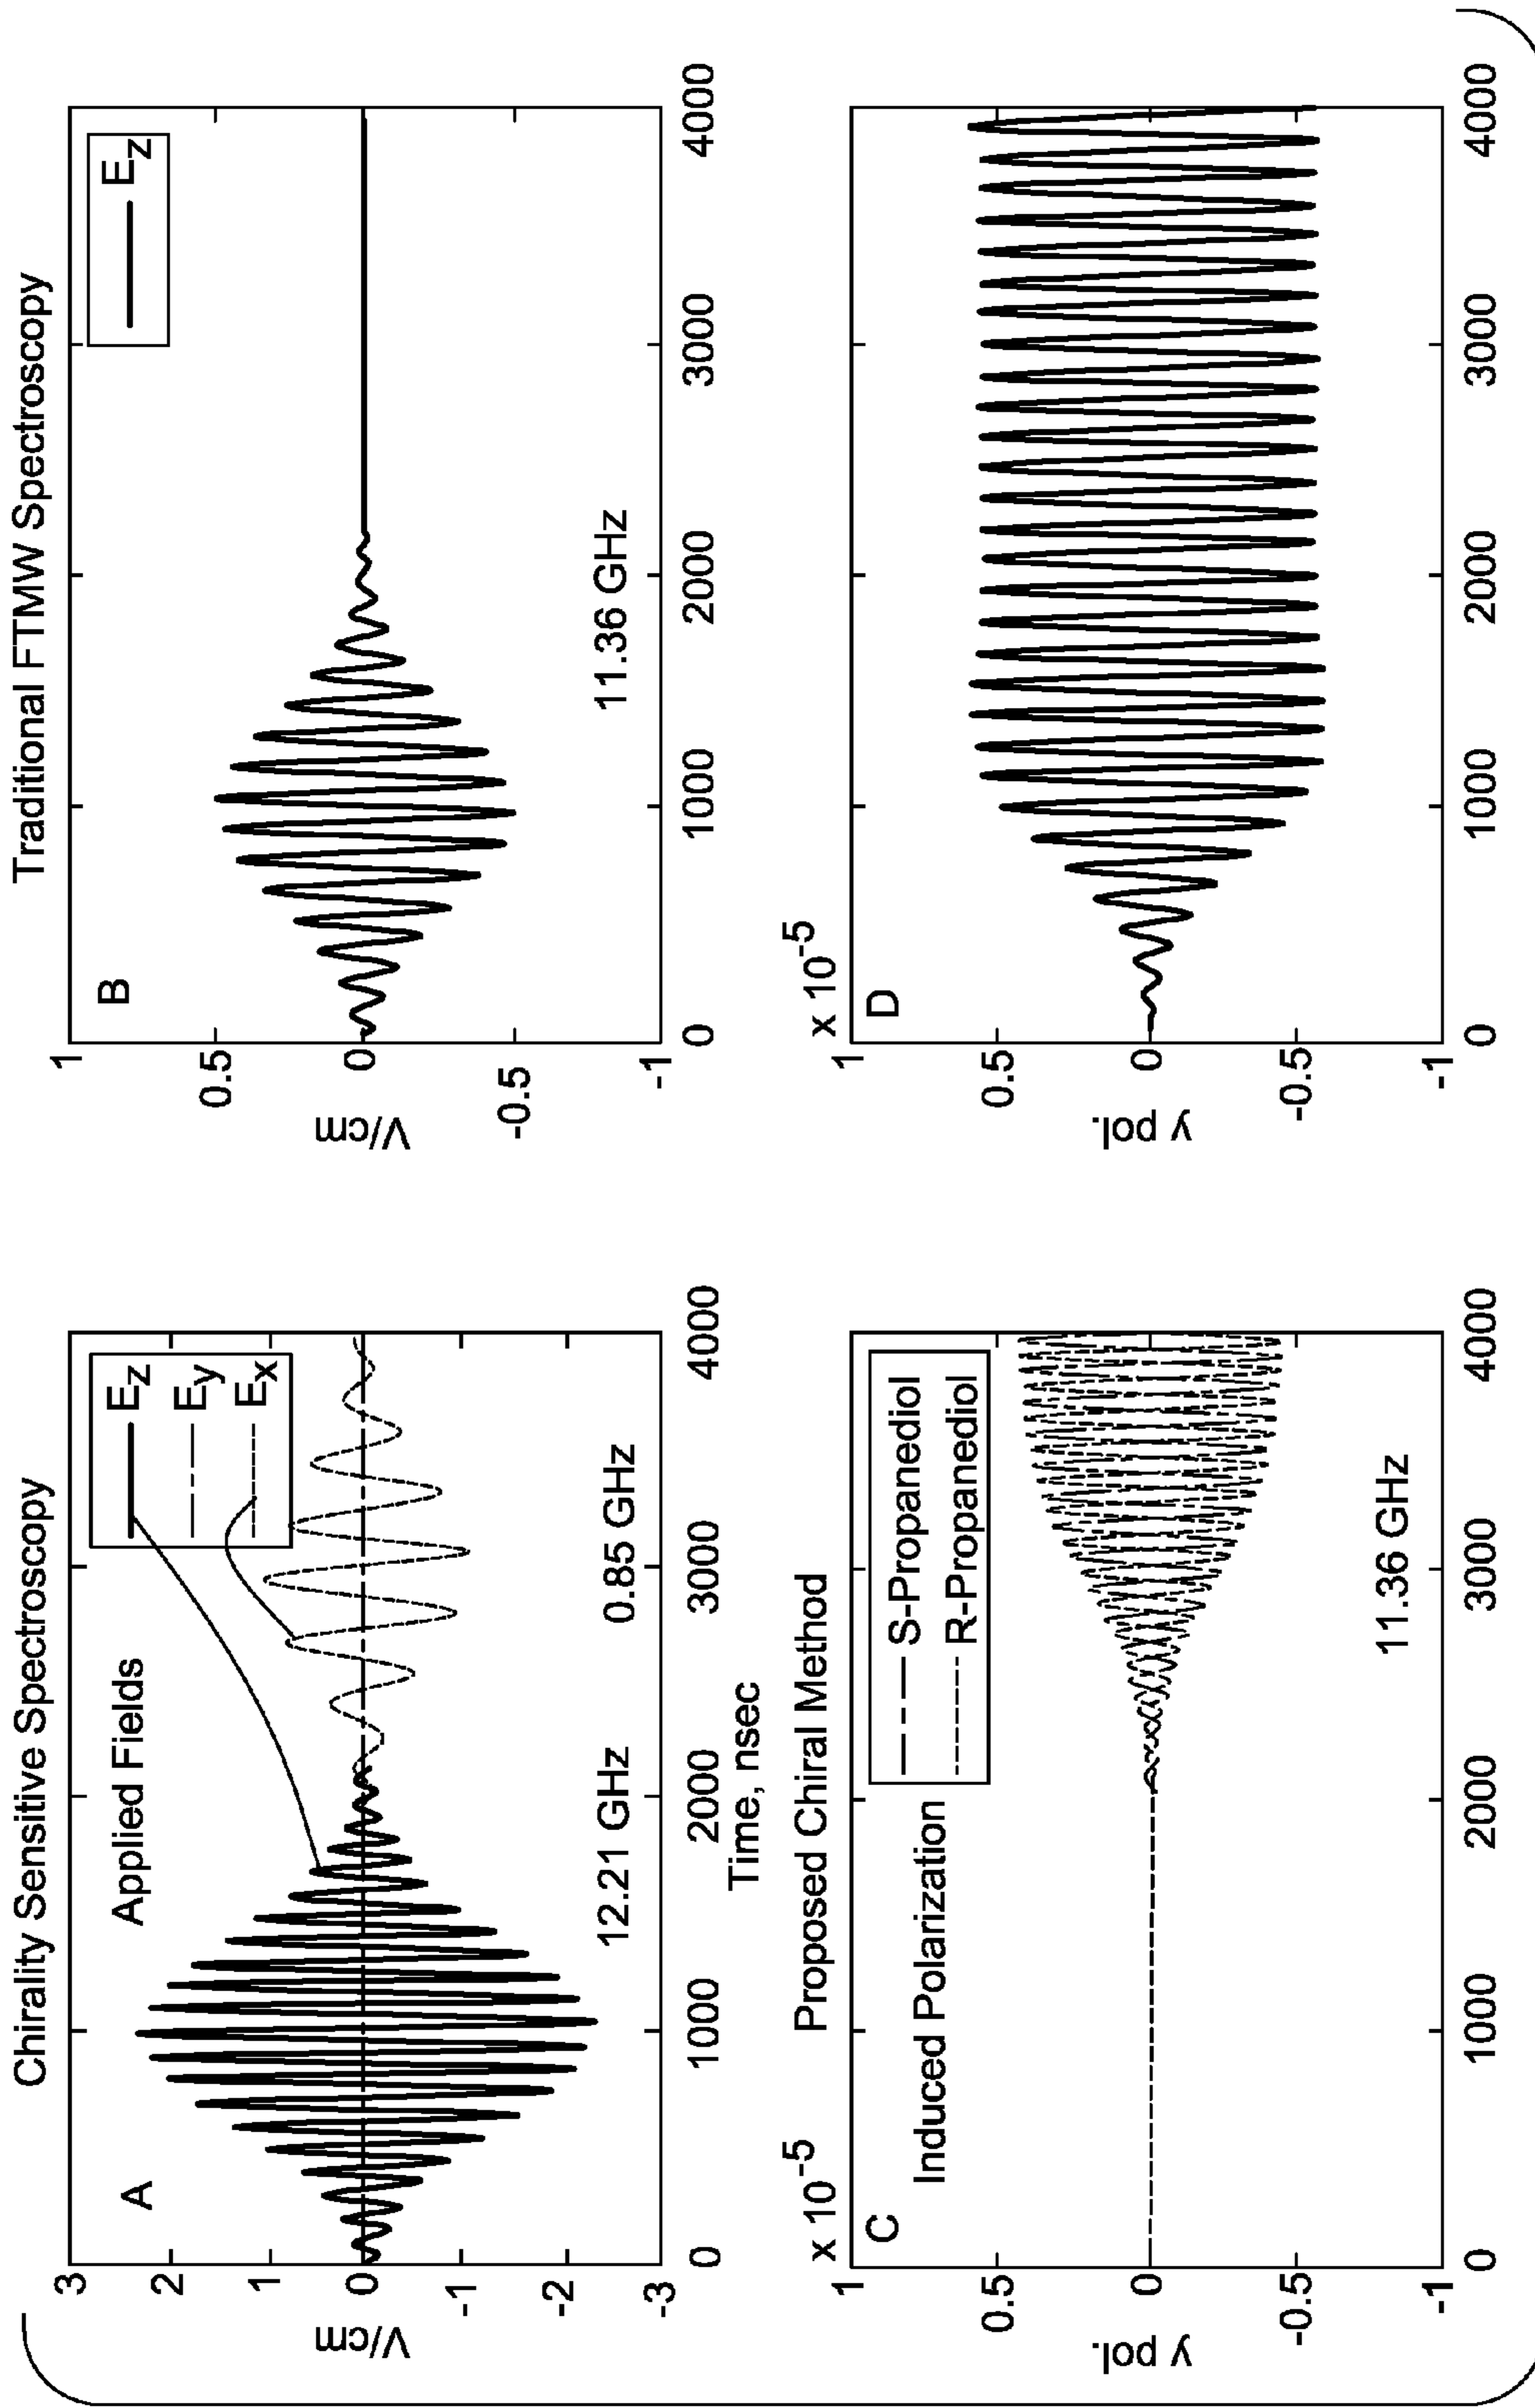 Chirality Sensitive Spectroscopy
A
Applied Fields
E_z
E_y
E_x
3
2
1
0
-1
-2
-3
V/cm
12.21 GHz
0.85 GHz
0
1000
2000
3000
4000
Time, nsec
Traditional FTMW Spectroscopy
B
E_z
1
0.5
0
-0.5
-1
V/cm
11.36 GHz
0
1000
2000
3000
4000
Proposed Chiral Method
x 10^-5
C
Induced Polarization
S-Propanediol
R-Propanediol
1
0.5
0
-0.5
-1
y pol.
11.36 GHz
0
1000
2000
3000
4000
x 10^-5
D
1
0.5
0
-0.5
-1
y pol.
0
1000
2000
3000
4000